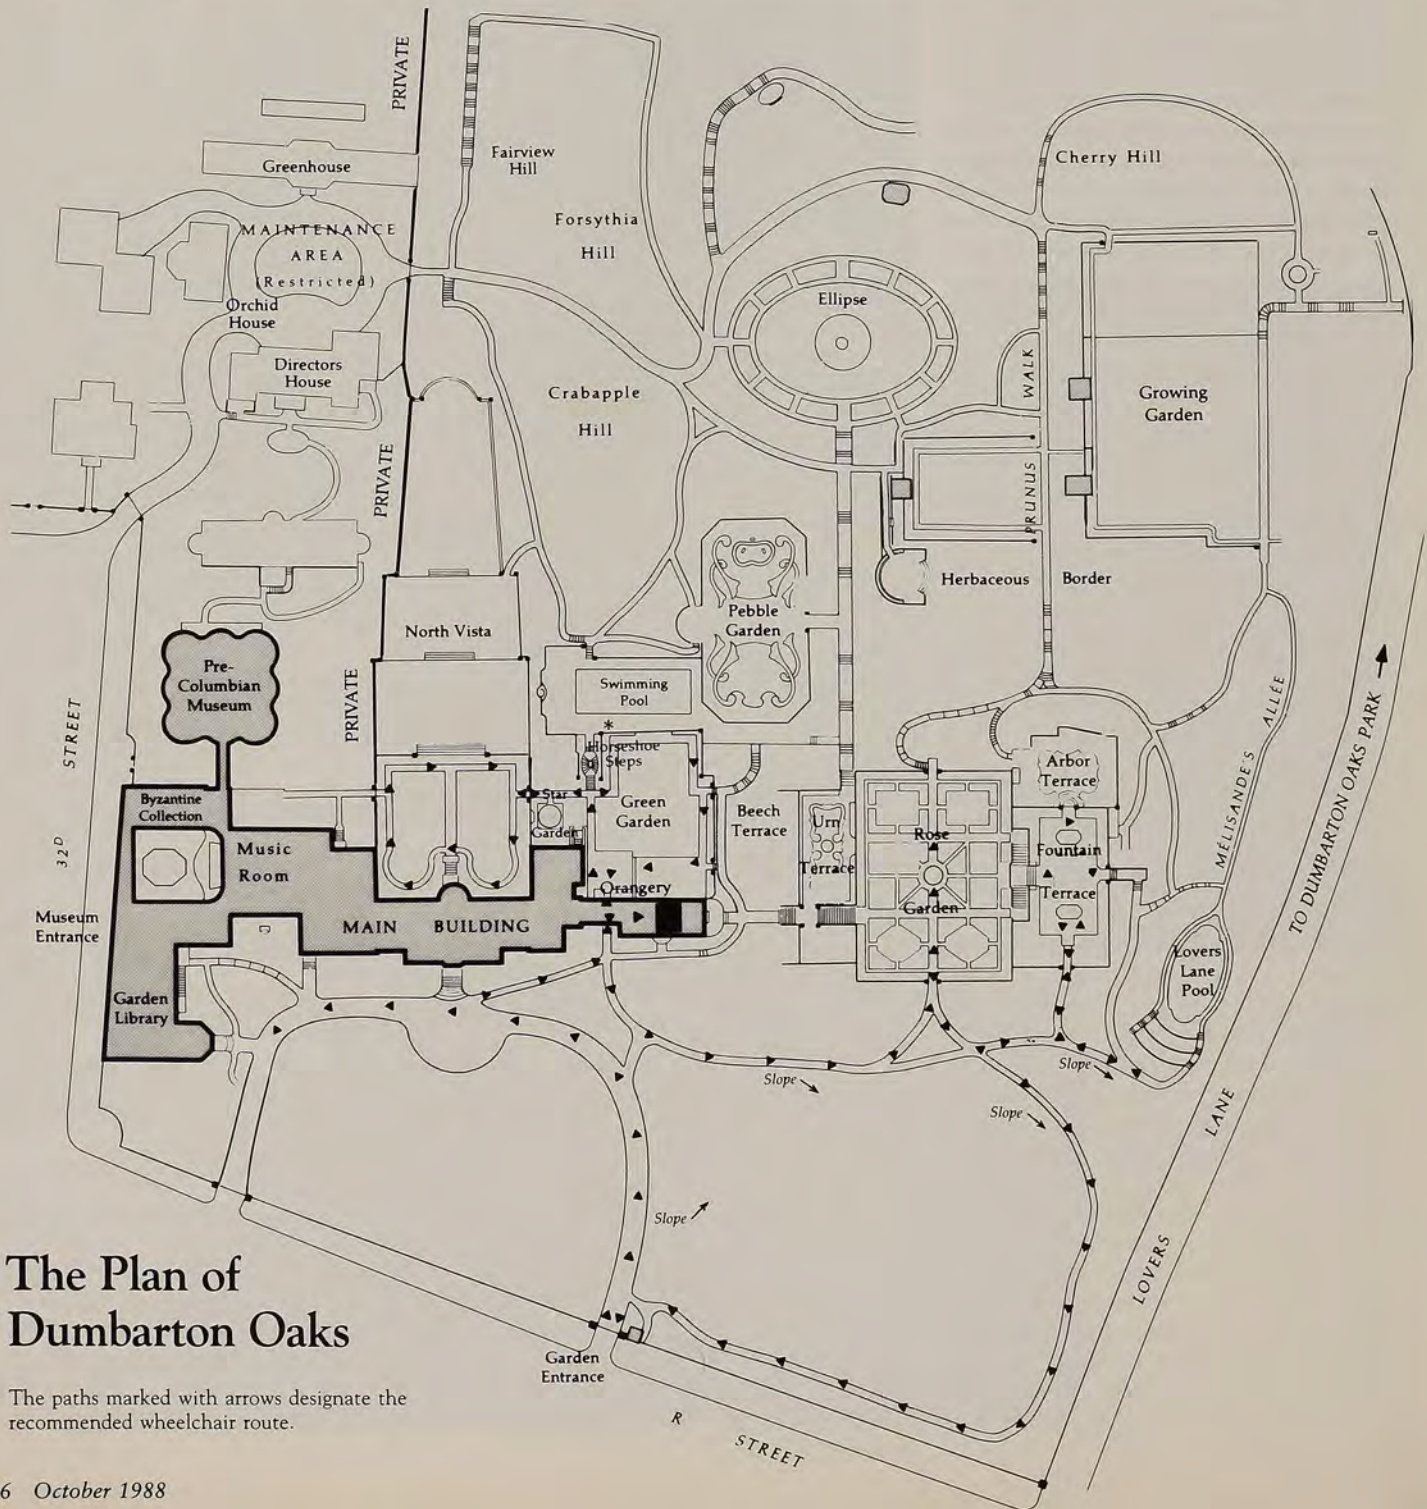 PRIVATE
Greenhouse
Fairview
Hill
Cherry Hill
MAINTENANCE
AREA
(Restricted)
Forsythia
Hill
Orchid
House
Ellipse
Directors
House
Crabapple
Hill
PRUNUS WALK
Growing
Garden
PRIVATE
Herbaceous Border
Pebble
Garden
North Vista
Pre-
Columbian
Museum
PRIVATE
Swimming
Pool
*
Horseshoe
Steps
MÉLISANDE'S ALLÉE
TO DUMBARTON OAKS PARK
32D STREET
Arbor
Terrace
Byzantine
Collection
Star
Garden
Green
Garden
Beech
Terrace
Urn
Terrace
Rose
Garden
Fountain
Terrace
Music
Room
Orangery
Museum
Entrance
MAIN BUILDING
Lovers
Lane
Pool
Garden
Library
Slope
Slope
Slope
Slope
LOVERS LANE
The Plan of
Dumbarton Oaks
Garden
Entrance
The paths marked with arrows designate the
recommended wheelchair route.
R STREET
6 October 1988